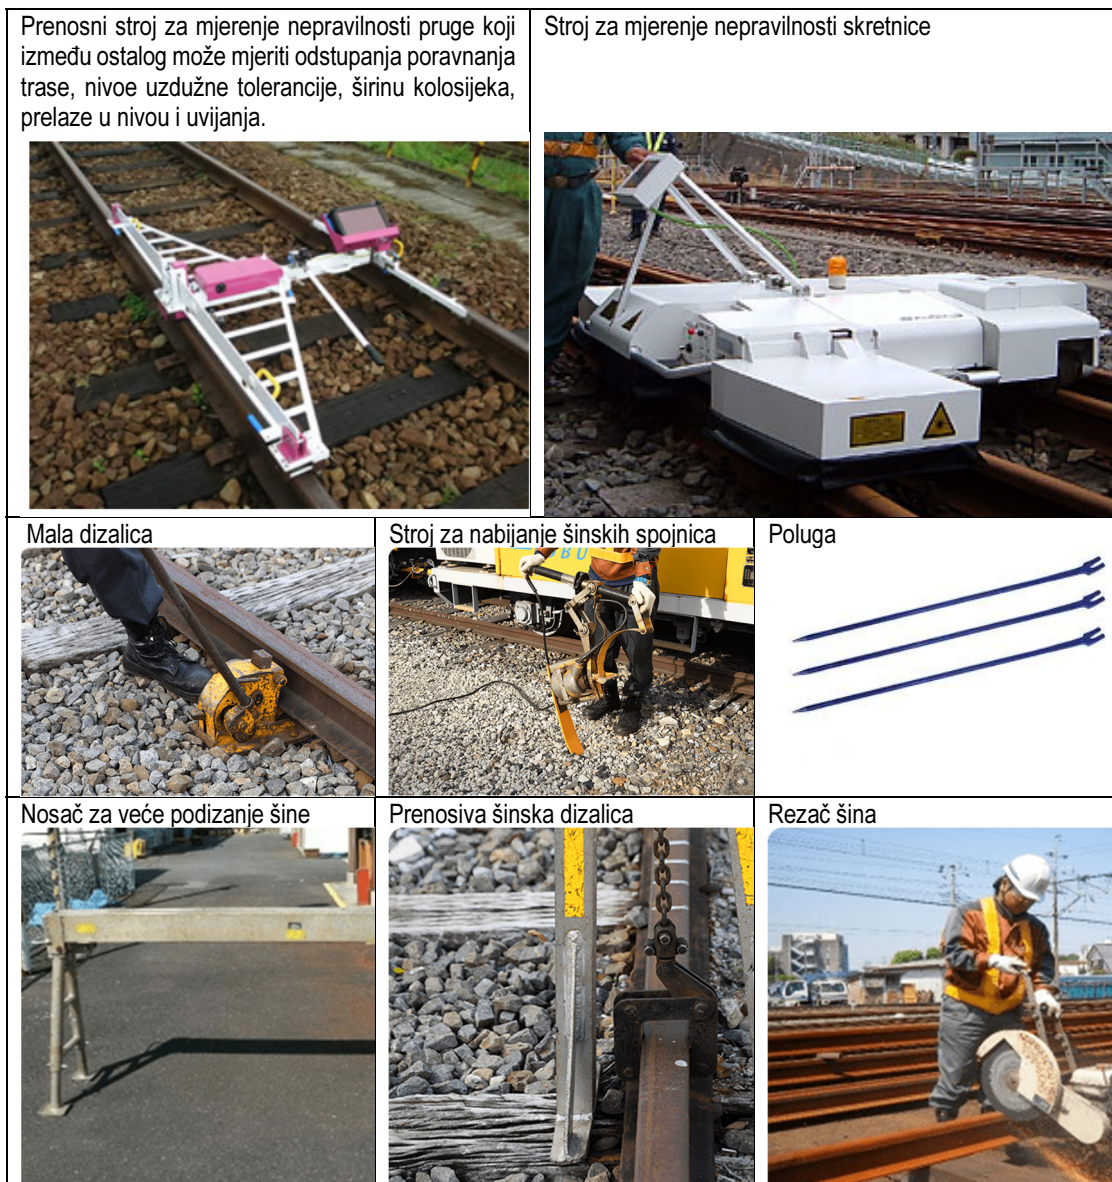 Prenosni stroj za mjerenje nepravilnosti pruge koji
između ostalog može mjeriti odstupanja poravnanja
trase, nivoe uzdužne tolerancije, širinu kolosijeka,
prelaze u nivou i uvijanja.
Stroj za mjerenje nepravilnosti skretnice
Mala dizalica
Stroj za nabijanje šinskih spojnica
Poluga
Nosač za veće podizanje šine
Prenosiva šinska dizalica
Rezač šina